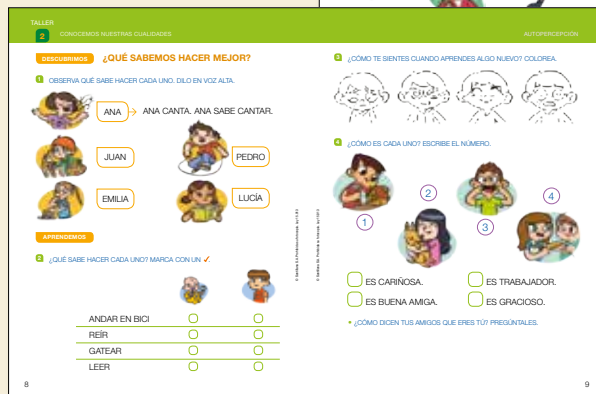 TALLER
2 CONOCEMOS NUESTRAS CUALIDADES
DESCUBRIMOS ¿QUÉ SABEMOS HACER MEJOR?
1 OBSERVA QUÉ SABE HACER CADA UNO. DILO EN VOZ ALTA.
ANA ANA CANTA. ANA SABE CANTAR.
JUAN PEDRO
EMILIA LUCÍA
APRENDEMOS
2 ¿QUÉ SABE HACER CADA UNO? MARCA CON UN ✓
ANDAR EN BICI
REÍR
GATEAR
LEER
8
AUTOPERCEPCIÓN
3 ¿CÓMO TE SIENTES CUANDO APRENDES ALGO NUEVO? COLOREA.
4 ¿CÓMO ES CADA UNO? ESCRIBE EL NÚMERO.
1
2
3
4
ES CARIÑOSA. ES TRABAJADOR.
ES BUENA AMIGA. ES GRACIOSO.
• ¿CÓMO DICEN TUS AMIGOS QUE ERES TÚ? PREGÚNTALES.
9